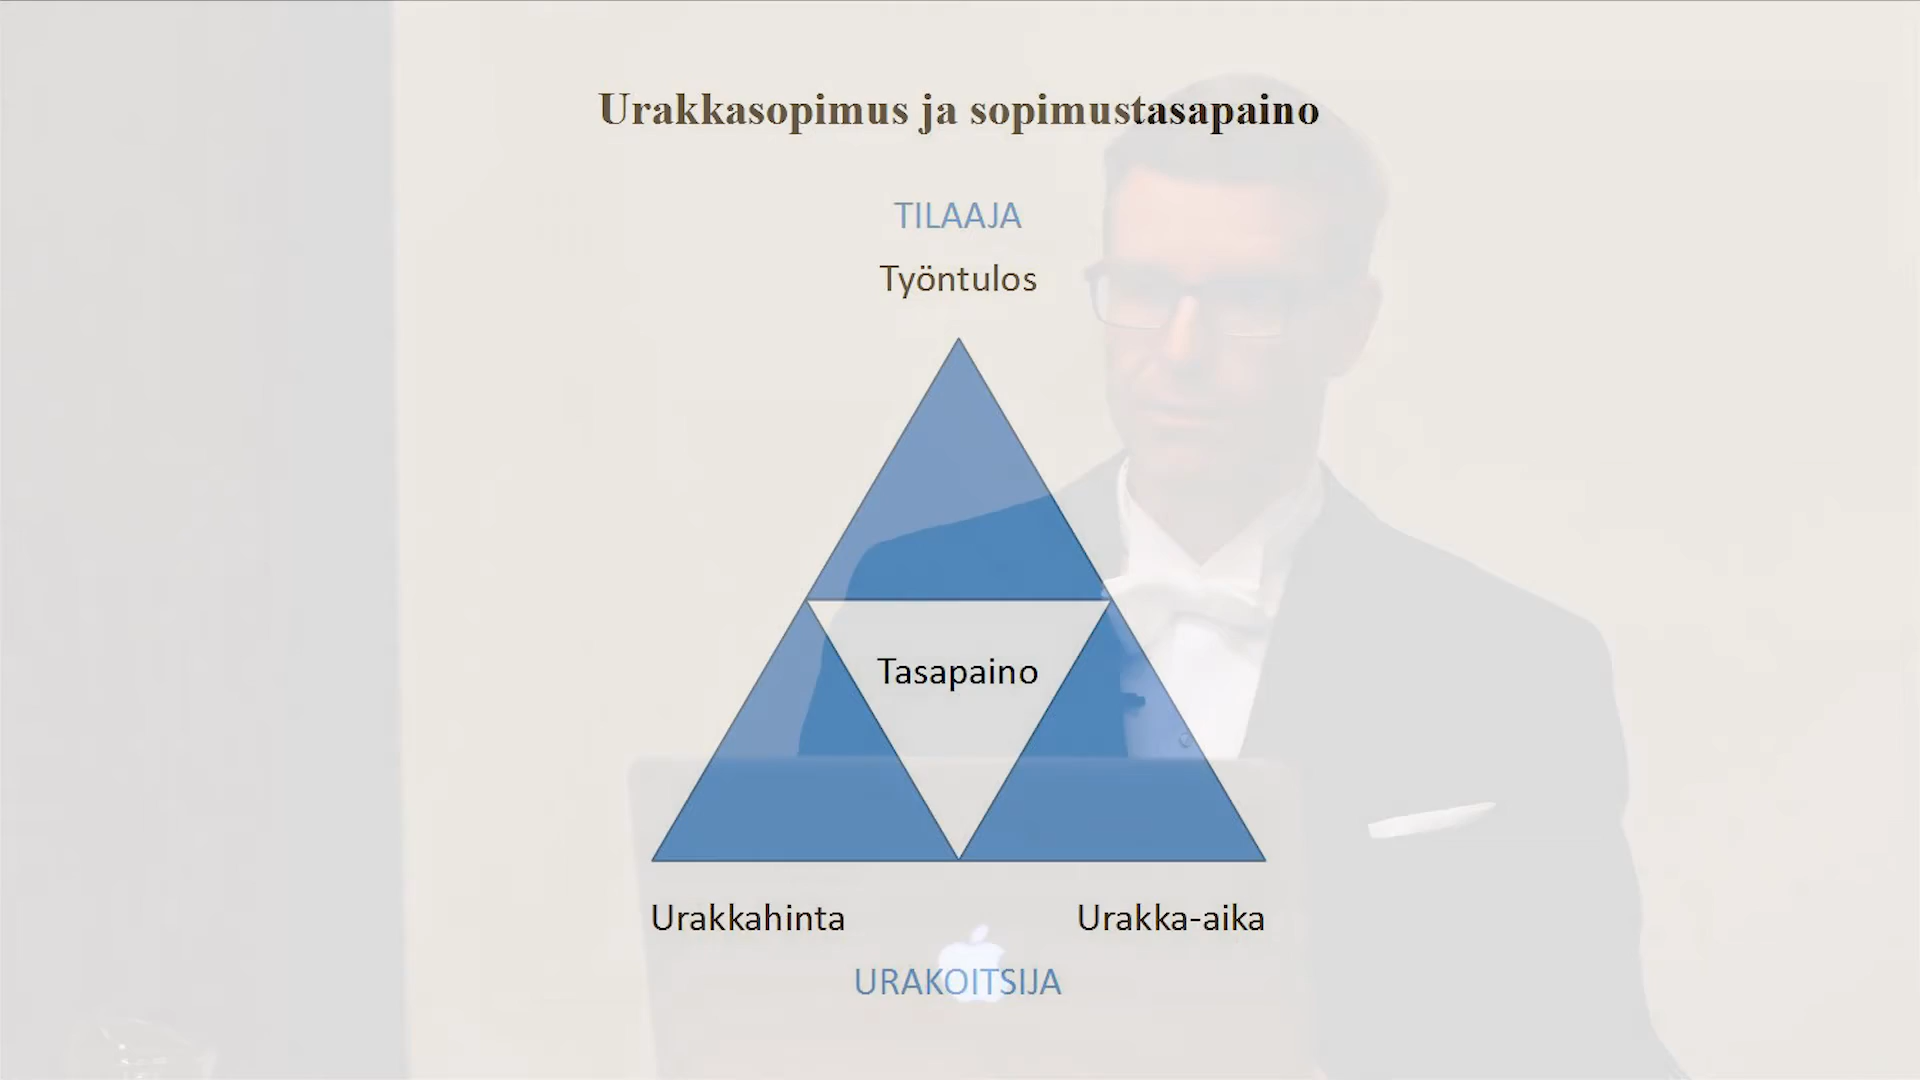 Urakkasopimus ja sopimustasapaino
TILAAJA
Työntulos
Tasapaino
Urakkahinta
Urakka-aika
URAKOITSIJA